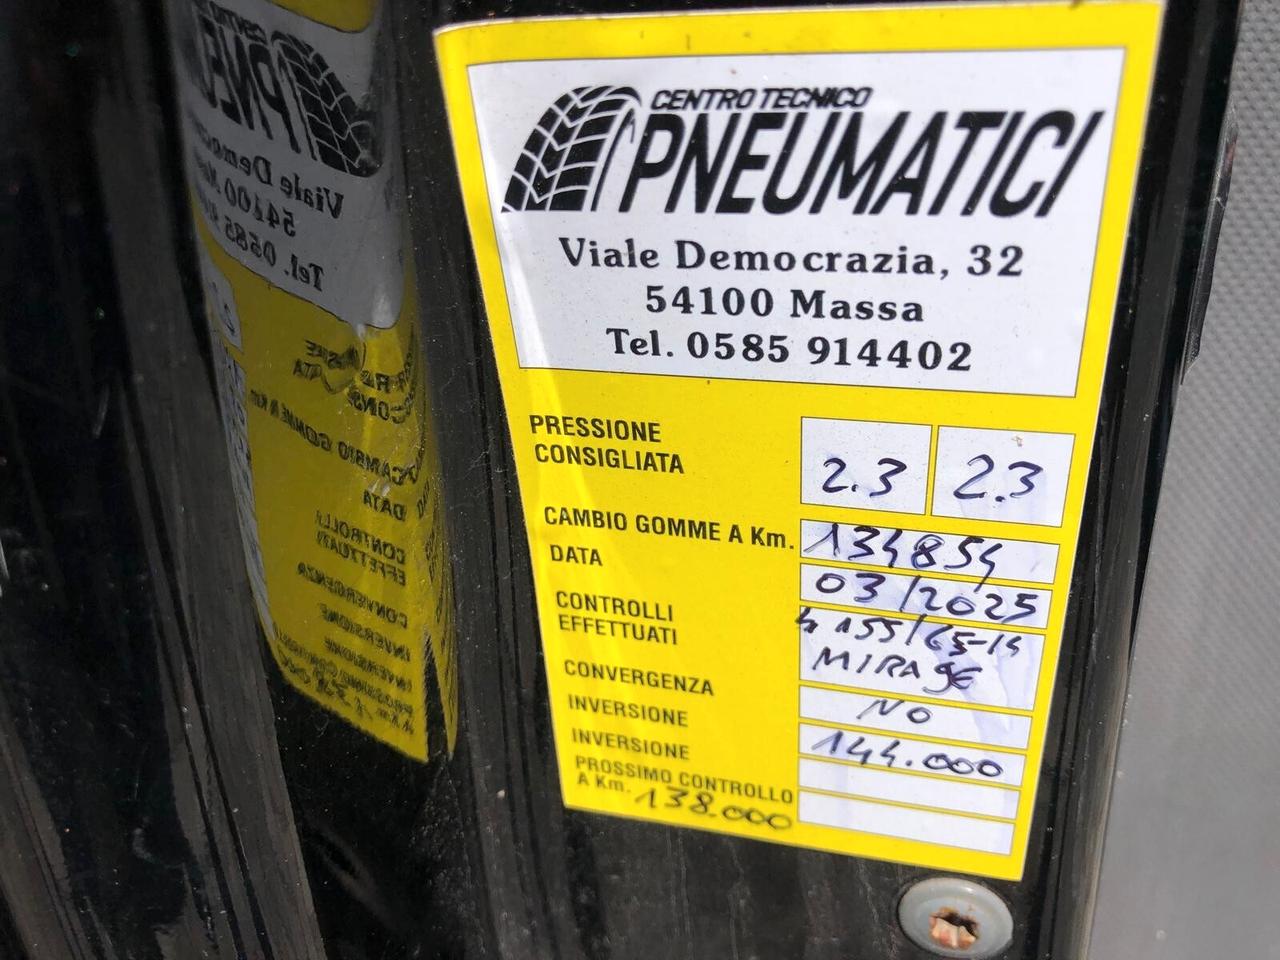 CENTRO TECNICO
PNEUMATICI
Viale Democrazia, 32
54100 Massa
Tel. 0585 914402
PRESSIONE
CONSIGLIATA 2.3 2.3
CAMBIO GOMME A Km. 134854
DATA 03/2025
CONTROLLI
EFFETTUATI 4 155/65-14
MIRAGE
CONVERGENZA NO
INVERSIONE 144.000
INVERSIONE
PROSSIMO CONTROLLO
A Km. 138.000